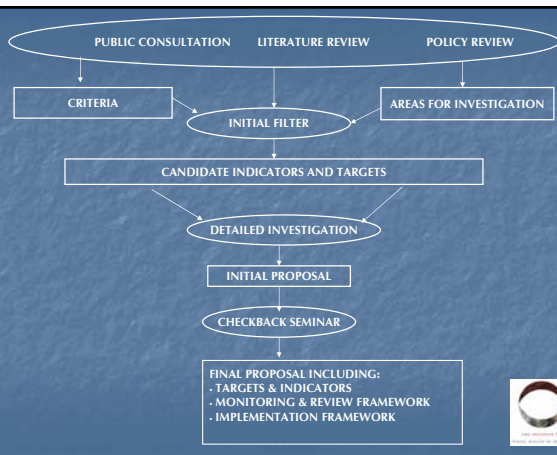 PUBLIC CONSULTATION LITERATURE REVIEW POLICY REVIEW
CRITERIA
AREAS FOR INVESTIGATION
INITIAL FILTER
CANDIDATE INDICATORS AND TARGETS
DETAILED INVESTIGATION
INITIAL PROPOSAL
CHECKBACK SEMINAR
FINAL PROPOSAL INCLUDING:
· TARGETS & INDICATORS
· MONITORING & REVIEW FRAMEWORK
· IMPLEMENTATION FRAMEWORK